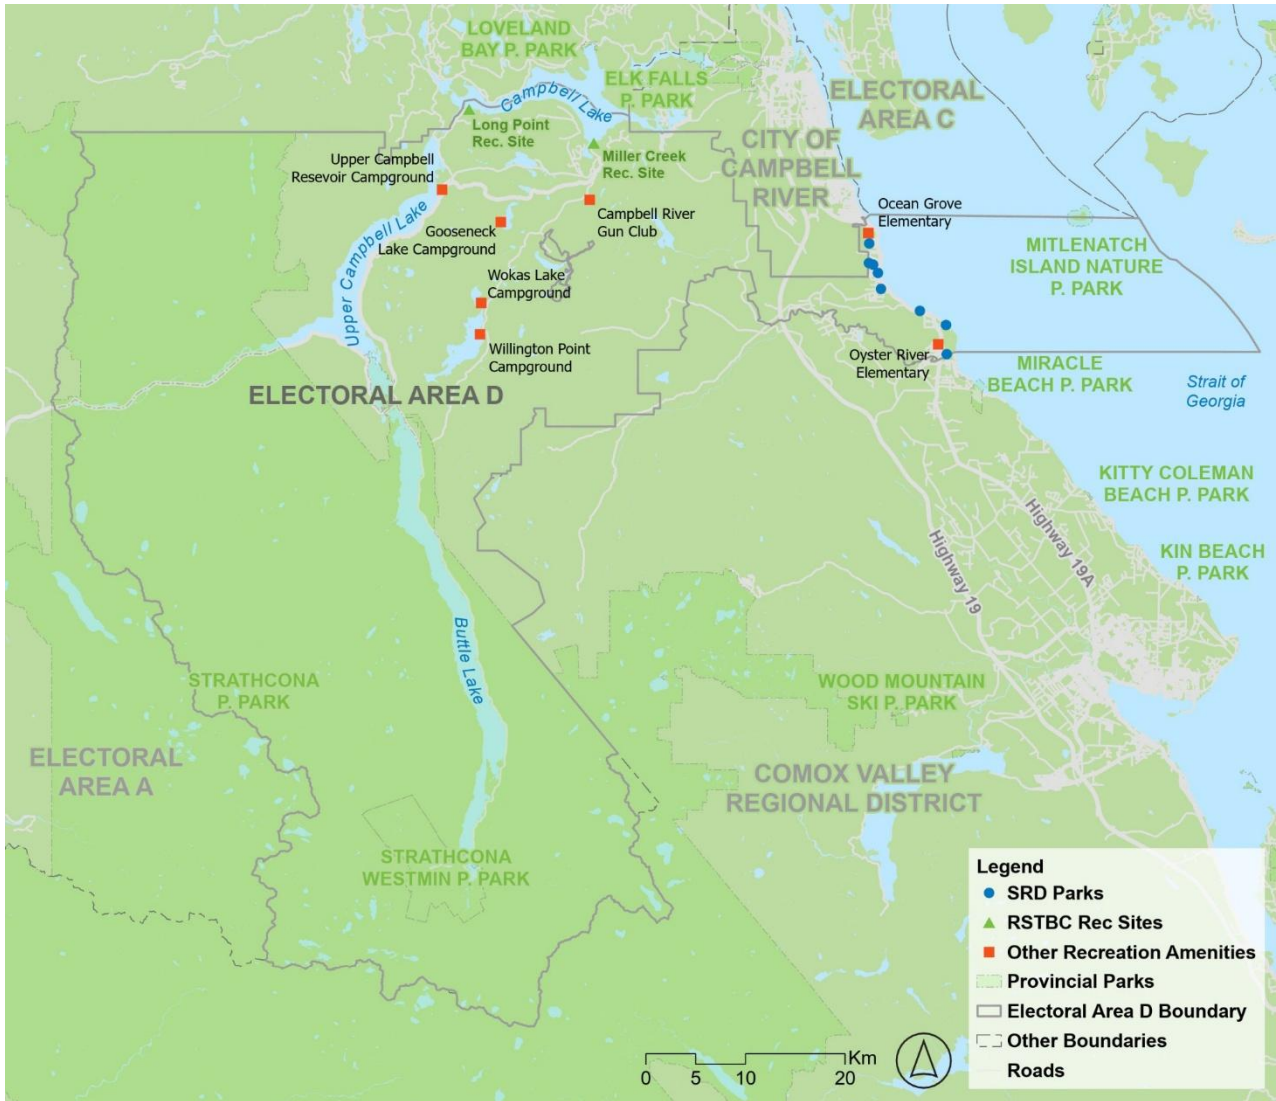 LOVELAND
BAY P. PARK
ELK FALLS
P. PARK
Campbell Lake
ELECTORAL
AREA C
Long Point
Rec. Site
CITY OF
CAMPBELL
RIVER
Miller Creek
Rec. Site
Upper Campbell
Resevoir Campground
Campbell River
Gun Club
Ocean Grove
Elementary
Gooseneck
Lake Campground
Upper Campbell Lake
MITLENATCH
ISLAND NATURE
P. PARK
Wokas Lake
Campground
Willington Point
Campground
Oyster River
Elementary
MIRACLE
BEACH P. PARK
Strait of
Georgia
ELECTORAL AREA D
KITTY COLEMAN
BEACH P. PARK
Highway 19A
Highway 19
KIN BEACH
P. PARK
Buttle Lake
STRATHCONA
P. PARK
WOOD MOUNTAIN
SKI P. PARK
ELECTORAL
AREA A
COMOX VALLEY
REGIONAL DISTRICT
STRATHCONA
WESTMIN P. PARK
Legend
SRD Parks
RSTBC Rec Sites
Other Recreation Amenities
Provincial Parks
Electoral Area D Boundary
Other Boundaries
Roads
Km
0 5 10 20